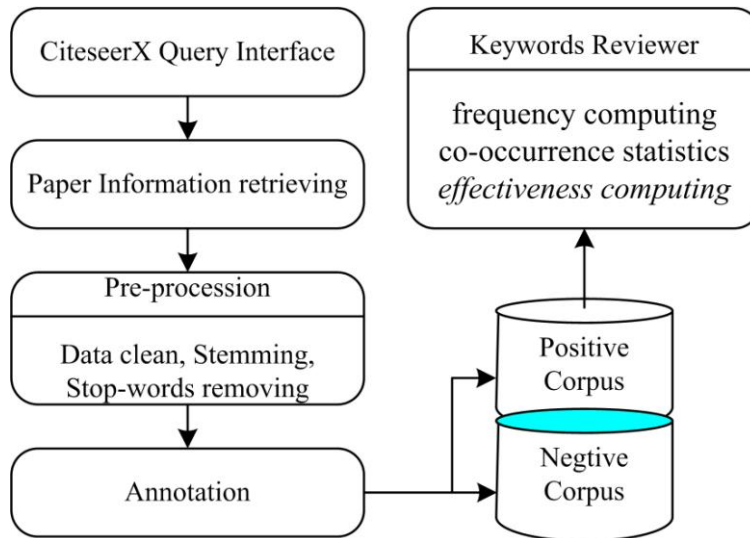 CiteseerX Query Interface
Paper Information retrieving
Pre-procession
Data clean, Stemming,
Stop-words removing
Annotation
Keywords Reviewer
frequency computing
co-occurrence statistics
effectiveness computing
Positive
Corpus
Negtive
Corpus